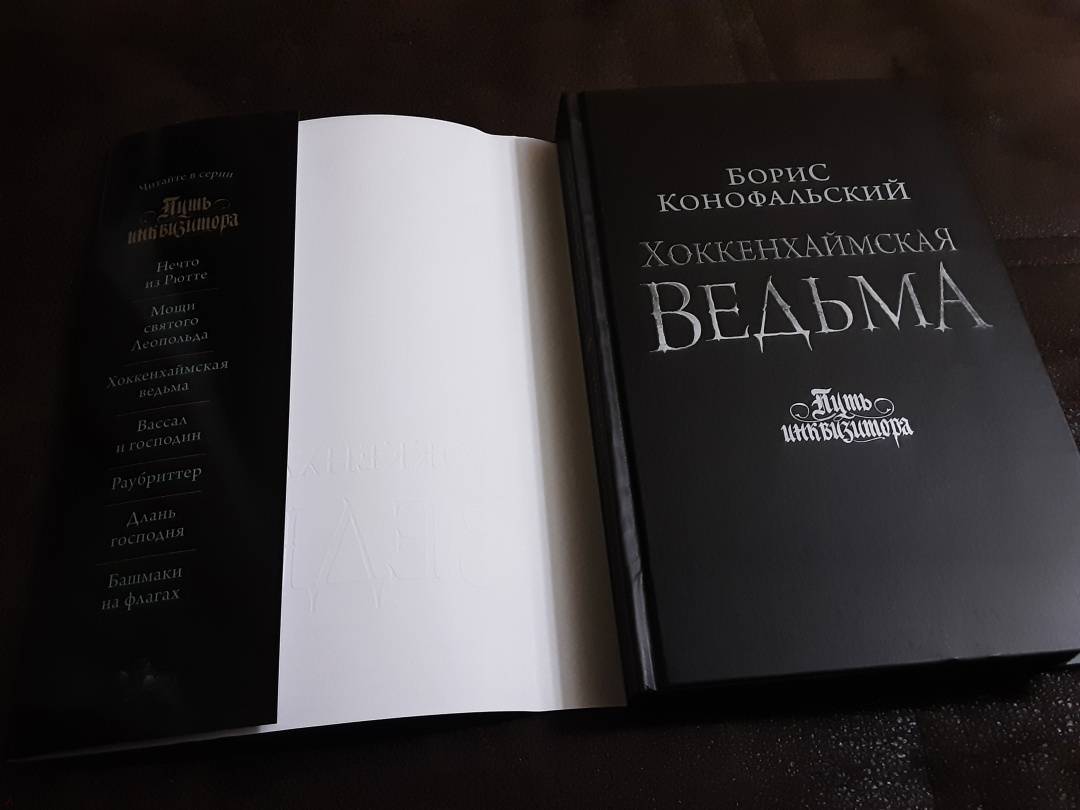 Читайте в серии
Путь
инквизитора
Нечто
из Рютте
Мощи
святого
Леопольда
Хоккенхаймская
ведьма
Вассал
и господин
Раубриттер
Длань
господня
Башмаки
на флагах
Борис
Конофальский
Хоккенхаймская
ведьма
Путь
инквизитора